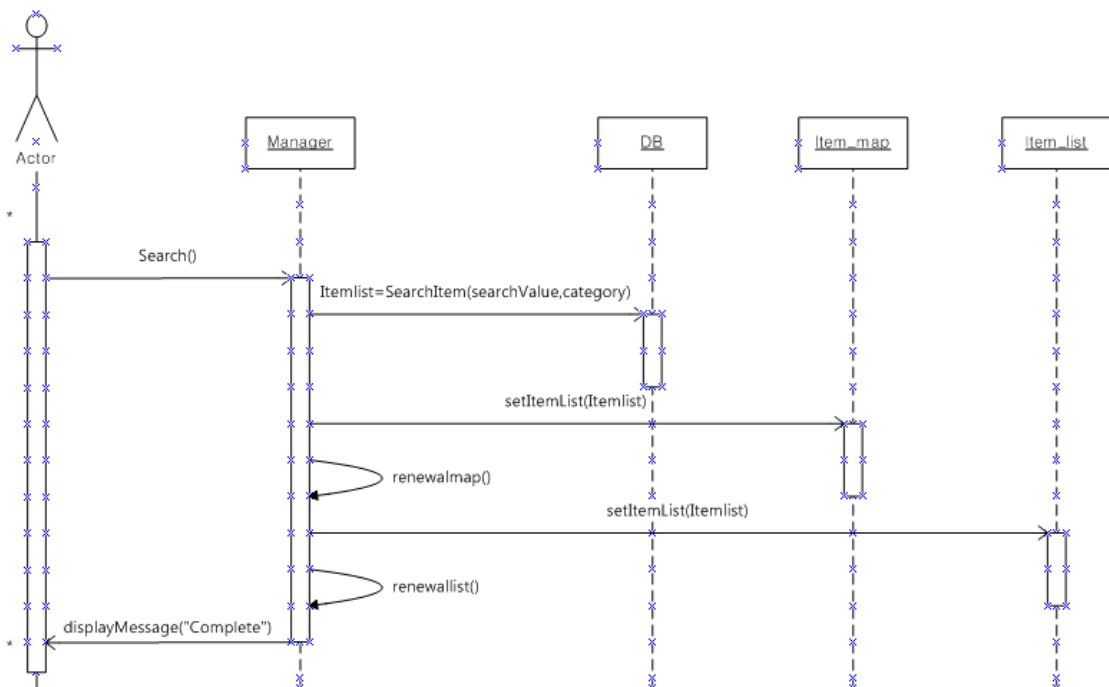 Actor
Manager
DB
Item_map
Item_list
*
Search()
Itemlist=SearchItem(searchValue,category)
setItemList(Itemlist)
renewalmap()
setItemList(Itemlist)
renewallist()
displayMessage("Complete")
*